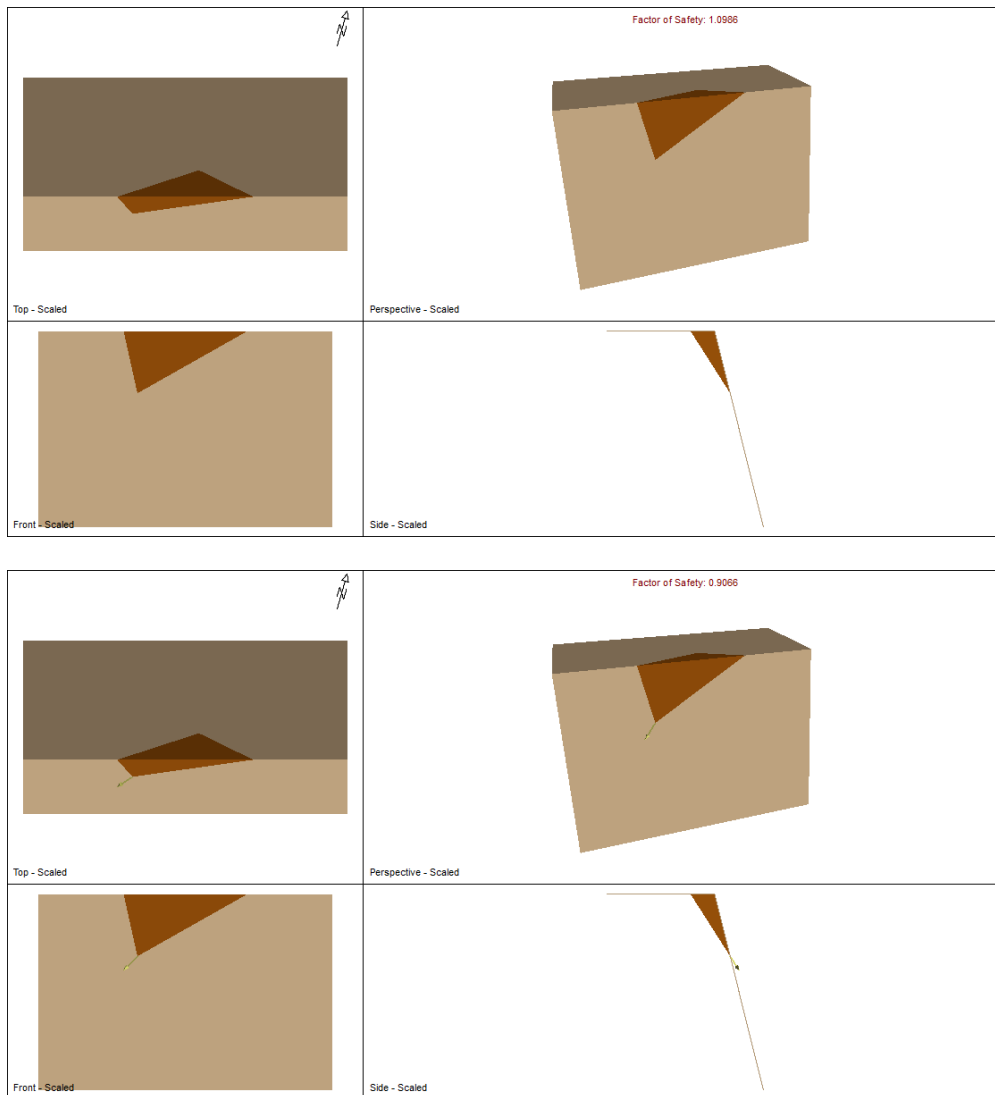 N
Factor of Safety: 1.0986
Top - Scaled
Perspective - Scaled
Front - Scaled
Side - Scaled
N
Factor of Safety: 0.9066
Top - Scaled
Perspective - Scaled
Front - Scaled
Side - Scaled